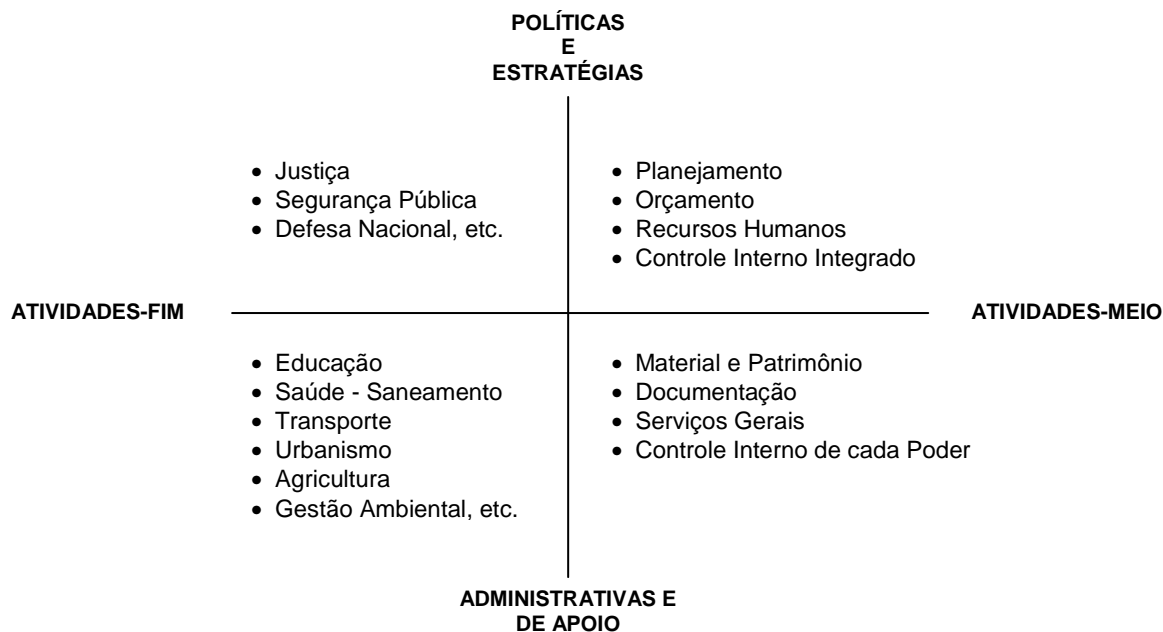 POLÍTICAS
E
ESTRATÉGIAS
• Justiça
• Segurança Pública
• Defesa Nacional, etc.
• Planejamento
• Orçamento
• Recursos Humanos
• Controle Interno Integrado
ATIVIDADES-FIM
ATIVIDADES-MEIO
• Educação
• Saúde - Saneamento
• Transporte
• Urbanismo
• Agricultura
• Gestão Ambiental, etc.
• Material e Patrimônio
• Documentação
• Serviços Gerais
• Controle Interno de cada Poder
ADMINISTRATIVAS E
DE APOIO